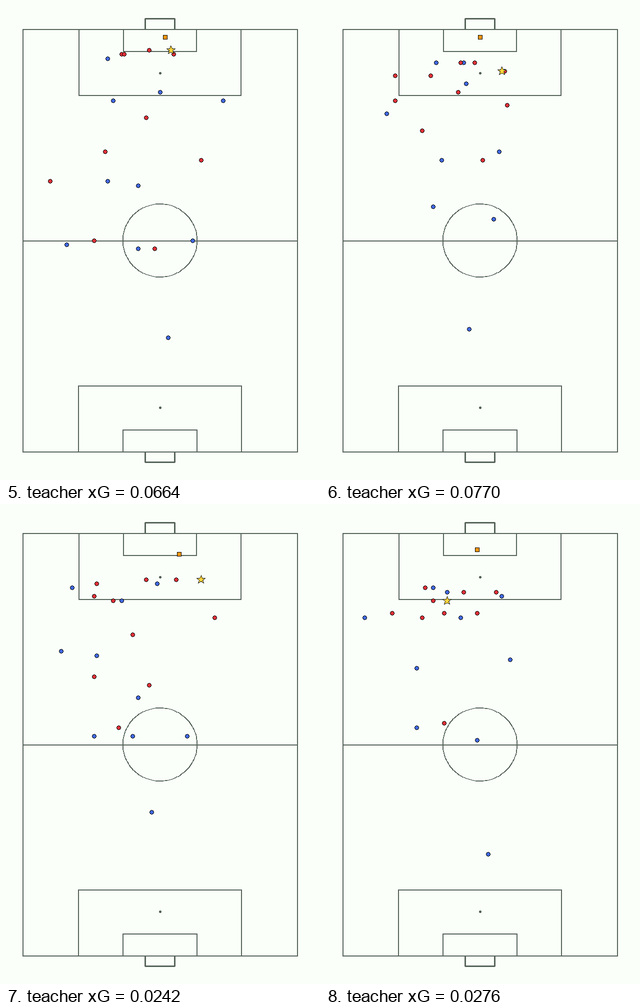 5. teacher xG = 0.0664
6. teacher xG = 0.0770
7. teacher xG = 0.0242
8. teacher xG = 0.0276